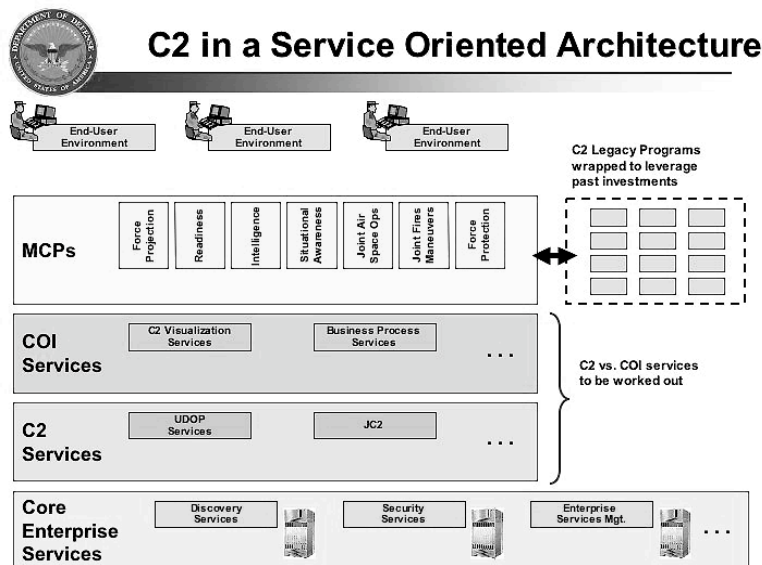 DEPARTMENT OF DEFENSE
UNITED STATES OF AMERICA
C2 in a Service Oriented Architecture
End-User
Environment
End-User
Environment
End-User
Environment
C2 Legacy Programs
wrapped to leverage
past investments
MCPs
Force
Projection
Readiness
Intelligence
Situational
Awareness
Joint Air
Space Ops
Joint Fires
Maneuvers
Force
Protection
COI
Services
C2 Visualization
Services
Business Process
Services
. . .
C2 vs. COI services
to be worked out
C2
Services
UDOP
Services
JC2
. . .
Core
Enterprise
Services
Discovery
Services
Security
Services
Enterprise
Services Mgt.
. . .